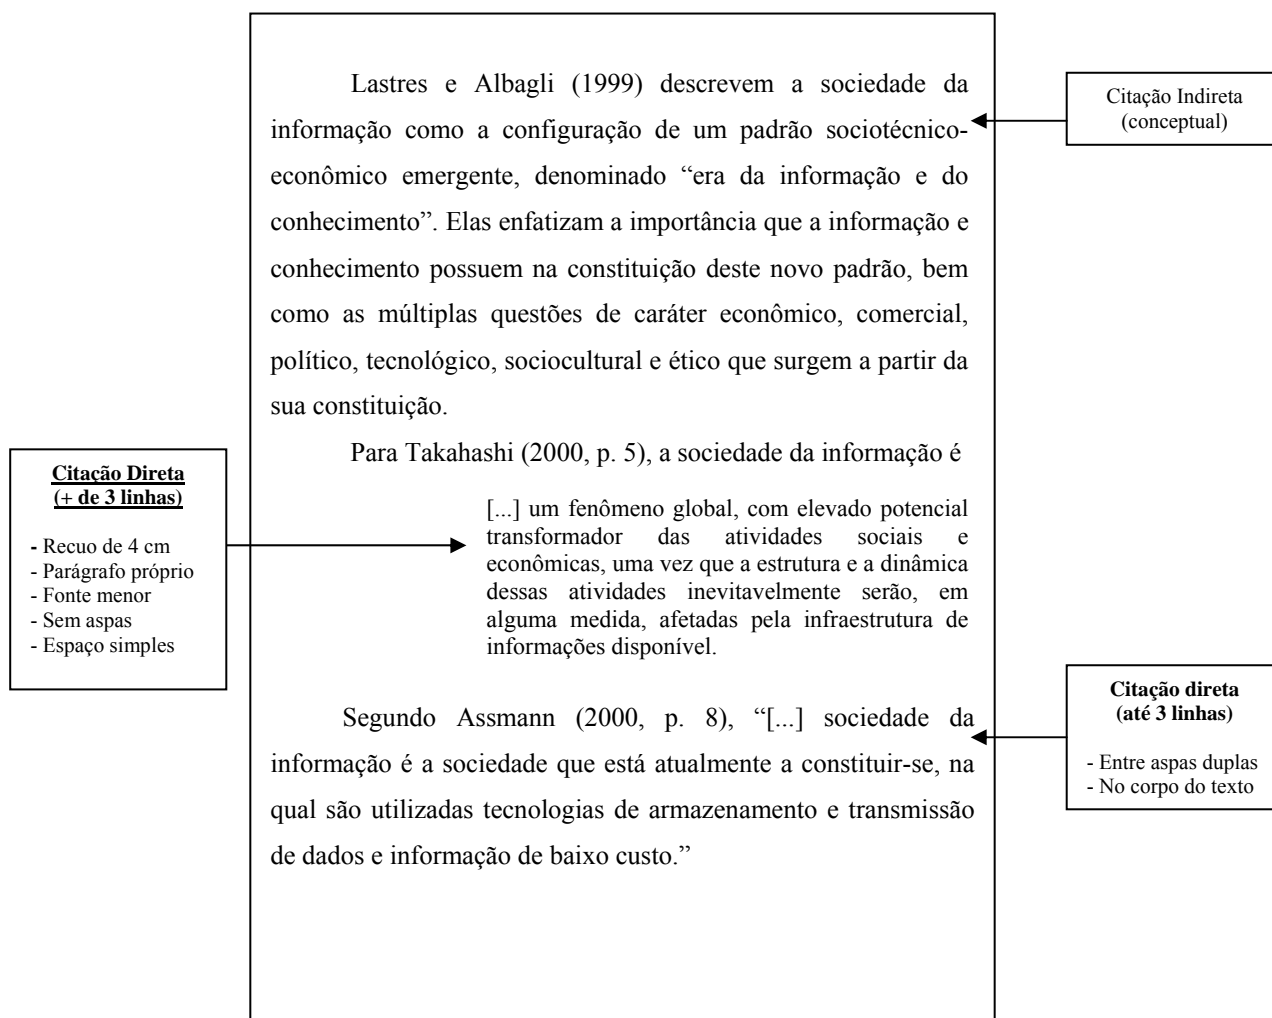 Lastres e Albagli (1999) descrevem a sociedade da
informação como a configuração de um padrão sociotécnico-
econômico emergente, denominado “era da informação e do
conhecimento”. Elas enfatizam a importância que a informação e
conhecimento possuem na constituição deste novo padrão, bem
como as múltiplas questões de caráter econômico, comercial,
político, tecnológico, sociocultural e ético que surgem a partir da
sua constituição.
Citação Indireta
(conceptual)
Para Takahashi (2000, p. 5), a sociedade da informação é
Citação Direta
(+ de 3 linhas)
- Recuo de 4 cm
- Parágrafo próprio
- Fonte menor
- Sem aspas
- Espaço simples
[...] um fenômeno global, com elevado potencial
transformador das atividades sociais e
econômicas, uma vez que a estrutura e a dinâmica
dessas atividades inevitavelmente serão, em
alguma medida, afetadas pela infraestrutura de
informações disponível.
Segundo Assmann (2000, p. 8), “[...] sociedade da
informação é a sociedade que está atualmente a constituir-se, na
qual são utilizadas tecnologias de armazenamento e transmissão
de dados e informação de baixo custo.”
Citação direta
(até 3 linhas)
- Entre aspas duplas
- No corpo do texto